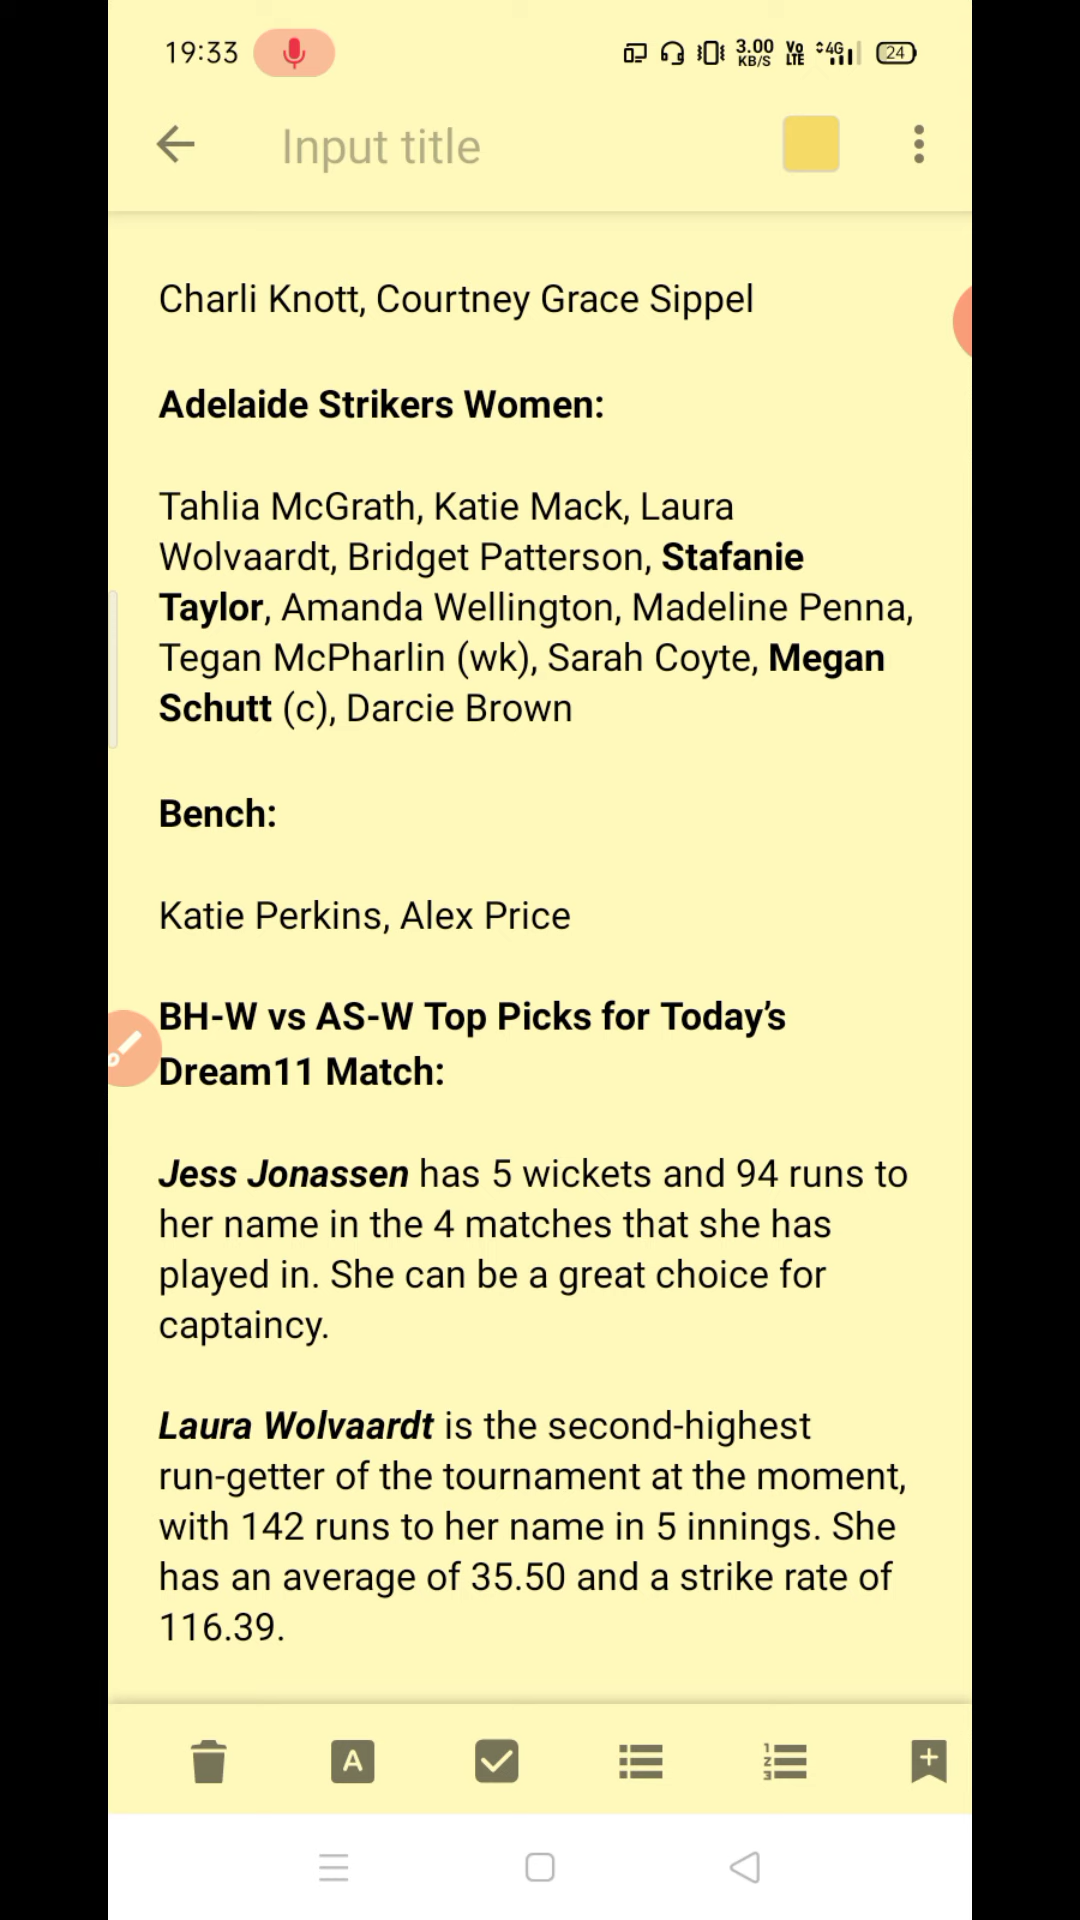 19:33
3.00 KB/S
Vo LTE
4G
24
Input title
Charli Knott, Courtney Grace Sippel
Adelaide Strikers Women:
Tahlia McGrath, Katie Mack, Laura
Wolvaardt, Bridget Patterson, Stafanie
Taylor, Amanda Wellington, Madeline Penna,
Tegan McPharlin (wk), Sarah Coyte, Megan
Schutt (c), Darcie Brown
Bench:
Katie Perkins, Alex Price
BH-W vs AS-W Top Picks for Today’s
Dream11 Match:
Jess Jonassen has 5 wickets and 94 runs to
her name in the 4 matches that she has
played in. She can be a great choice for
captaincy.
Laura Wolvaardt is the second-highest
run-getter of the tournament at the moment,
with 142 runs to her name in 5 innings. She
has an average of 35.50 and a strike rate of
116.39.
A